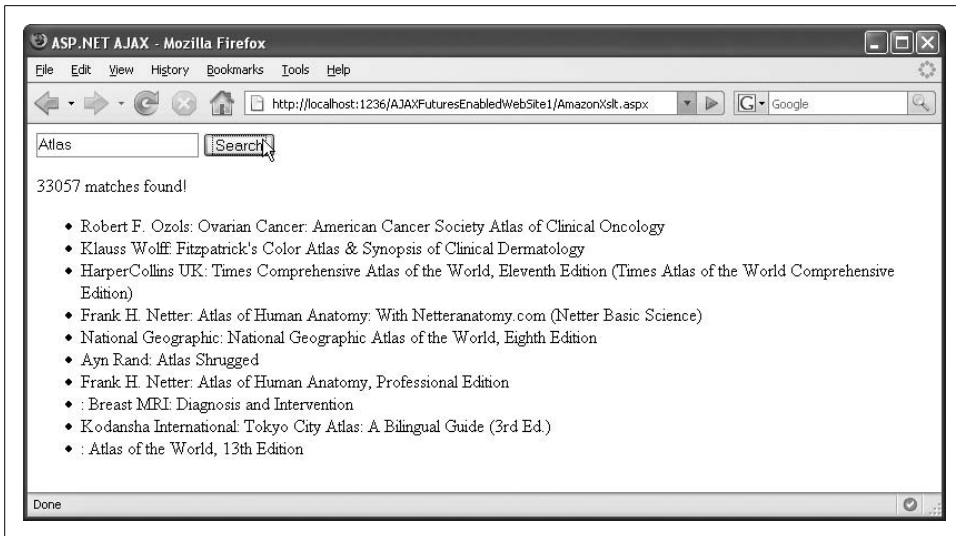 ASP.NET AJAX - Mozilla Firefox
File Edit View History Bookmarks Tools Help
http://localhost:1236/AJAXFuturesEnabledWebSite1/AmazonXslt.aspx G Google
Atlas Search
33057 matches found!
• Robert F. Ozols: Ovarian Cancer: American Cancer Society Atlas of Clinical Oncology
• Klauss Wolff: Fitzpatrick's Color Atlas & Synopsis of Clinical Dermatology
• HarperCollins UK: Times Comprehensive Atlas of the World, Eleventh Edition (Times Atlas of the World Comprehensive
Edition)
• Frank H. Netter: Atlas of Human Anatomy: With Netteranatomy.com (Netter Basic Science)
• National Geographic: National Geographic Atlas of the World, Eighth Edition
• Ayn Rand: Atlas Shrugged
• Frank H. Netter: Atlas of Human Anatomy, Professional Edition
• : Breast MRI: Diagnosis and Intervention
• Kodansha International: Tokyo City Atlas: A Bilingual Guide (3rd Ed.)
• : Atlas of the World, 13th Edition
Done